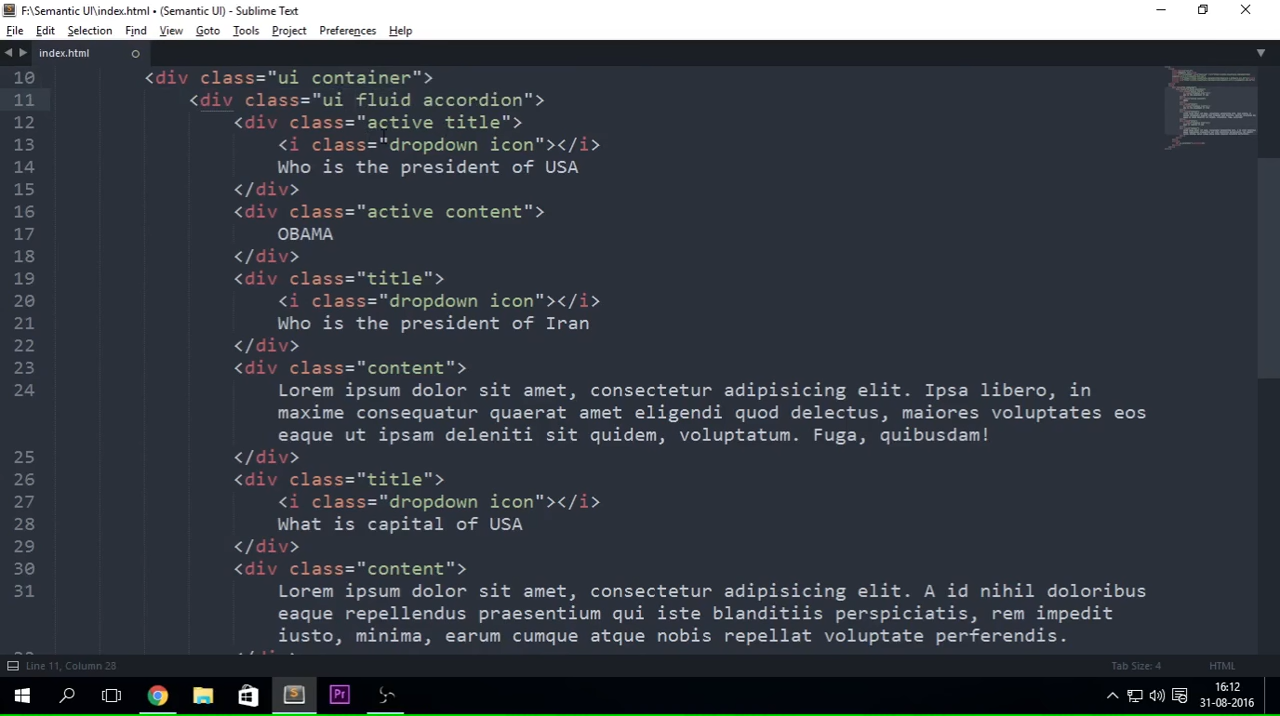 F:\Semantic UI\index.html • (Semantic UI) - Sublime Text
File Edit Selection Find View Goto Tools Project Preferences Help
index.html
10 <div class="ui container">
11 <div class="ui fluid accordion">
12 <div class="active title">
13 <i class="dropdown icon"></i>
14 Who is the president of USA
15 </div>
16 <div class="active content">
17 OBAMA
18 </div>
19 <div class="title">
20 <i class="dropdown icon"></i>
21 Who is the president of Iran
22 </div>
23 <div class="content">
24 Lorem ipsum dolor sit amet, consectetur adipisicing elit. Ipsa libero, in
maxime consequatur quaerat amet eligendi quod delectus, maiores voluptates eos
eaque ut ipsam deleniti sit quidem, voluptatum. Fuga, quibusdam!
25 </div>
26 <div class="title">
27 <i class="dropdown icon"></i>
28 What is capital of USA
29 </div>
30 <div class="content">
31 Lorem ipsum dolor sit amet, consectetur adipisicing elit. A id nihil doloribus
eaque repellendus praesentium qui iste blanditiis perspiciatis, rem impedit
iusto, minima, earum cumque atque nobis repellat voluptate perferendis.
Line 11, Column 28 Tab Size: 4 HTML
S Pr 16:12
31-08-2016